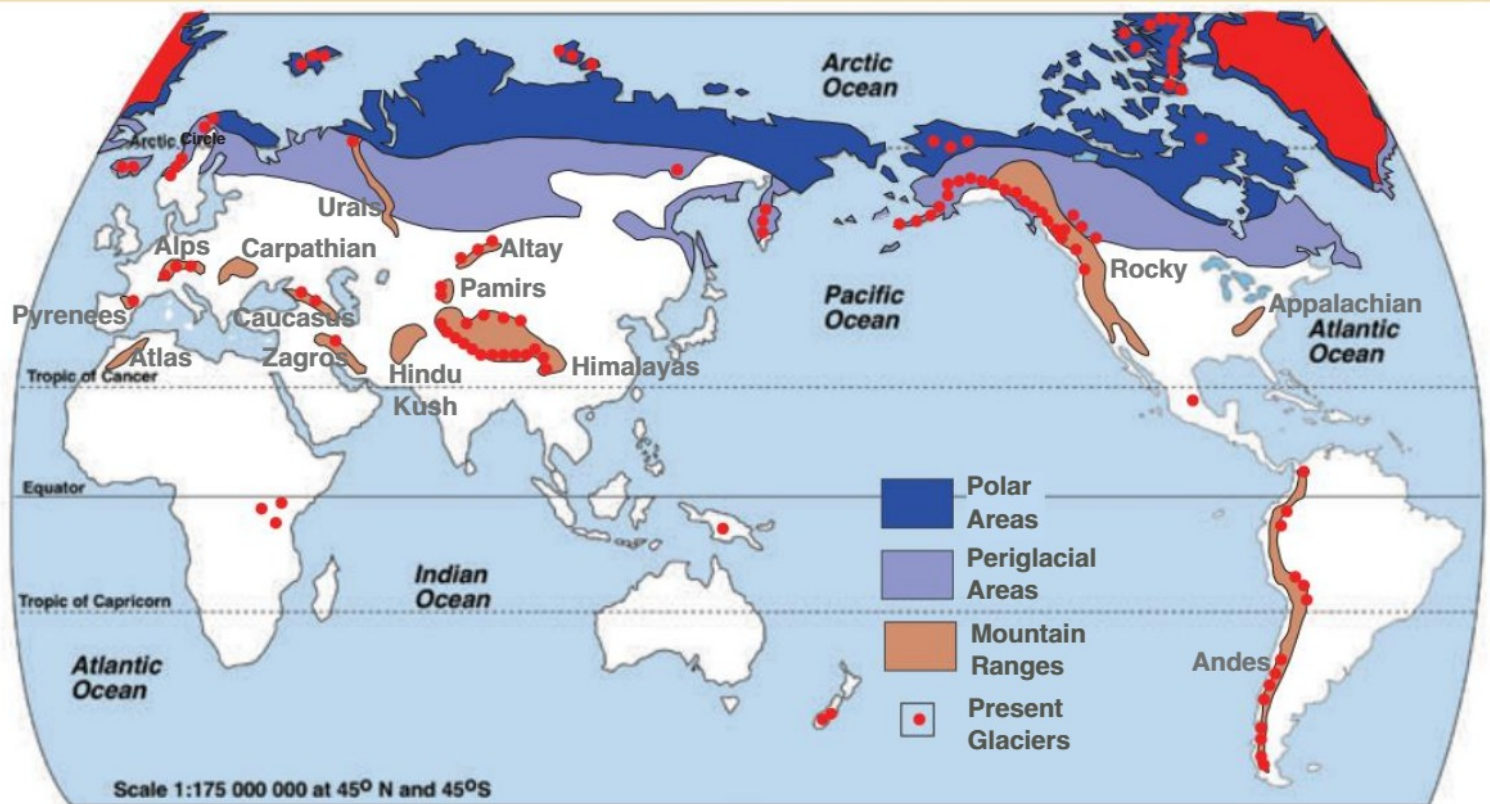 Arctic
Ocean
Arctic Circle
Urals
Alps
Carpathian
Altay
Pamirs
Rocky
Pyrenees
Caucasus
Pacific
Ocean
Appalachian
Atlantic
Ocean
Atlas
Zagros
Hindu
Kush
Himalayas
Tropic of Cancer
Equator
Polar
Areas
Periglacial
Areas
Indian
Ocean
Tropic of Capricorn
Mountain
Ranges
Atlantic
Ocean
Andes
Present
Glaciers
Scale 1:175 000 000 at 45º N and 45ºS